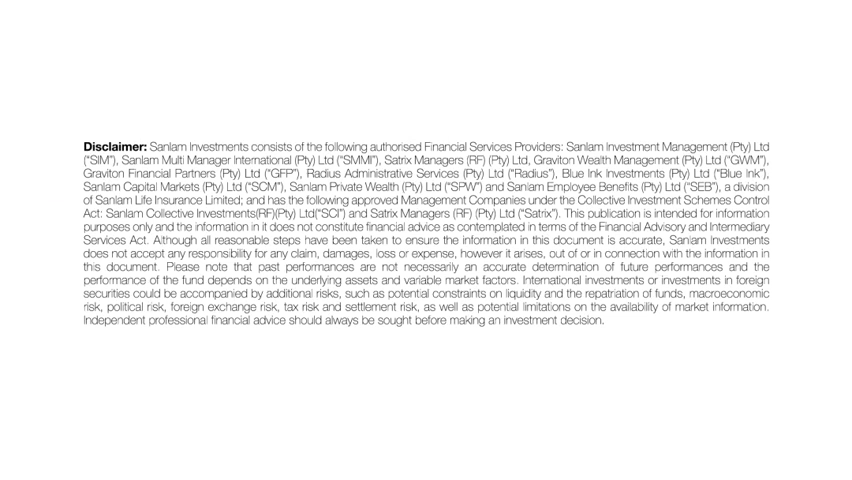 Disclaimer: Sanlam Investments consists of the following authorised Financial Services Providers: Sanlam Investment Management (Pty) Ltd
("SIM"), Sanlam Multi Manager International (Pty) Ltd ("SMMI"), Satrix Managers (RF) (Pty) Ltd, Graviton Wealth Management (Pty) Ltd ("GWM"),
Graviton Financial Partners (Pty) Ltd ("GFP"), Radius Administrative Services (Pty) Ltd ("Radius"), Blue Ink Investments (Pty) Ltd ("Blue Ink"),
Sanlam Capital Markets (Pty) Ltd ("SCM"), Sanlam Private Wealth (Pty) Ltd ("SPW") and Sanlam Employee Benefits (Pty) Ltd ("SEB"), a division
of Sanlam Life Insurance Limited; and has the following approved Management Companies under the Collective Investment Schemes Control
Act: Sanlam Collective Investments(RF)(Pty) Ltd("SCI") and Satrix Managers (RF) (Pty) Ltd ("Satrix"). This publication is intended for information
purposes only and the information in it does not constitute financial advice as contemplated in terms of the Financial Advisory and Intermediary
Services Act. Although all reasonable steps have been taken to ensure the information in this document is accurate, Sanlam Investments
does not accept any responsibility for any claim, damages, loss or expense, however it arises, out of or in connection with the information in
this document. Please note that past performances are not necessarily an accurate determination of future performances and the
performance of the fund depends on the underlying assets and variable market factors. International investments or investments in foreign
securities could be accompanied by additional risks, such as potential constraints on liquidity and the repatriation of funds, macroeconomic
risk, political risk, foreign exchange risk, tax risk and settlement risk, as well as potential limitations on the availability of market information.
Independent professional financial advice should always be sought before making an investment decision.